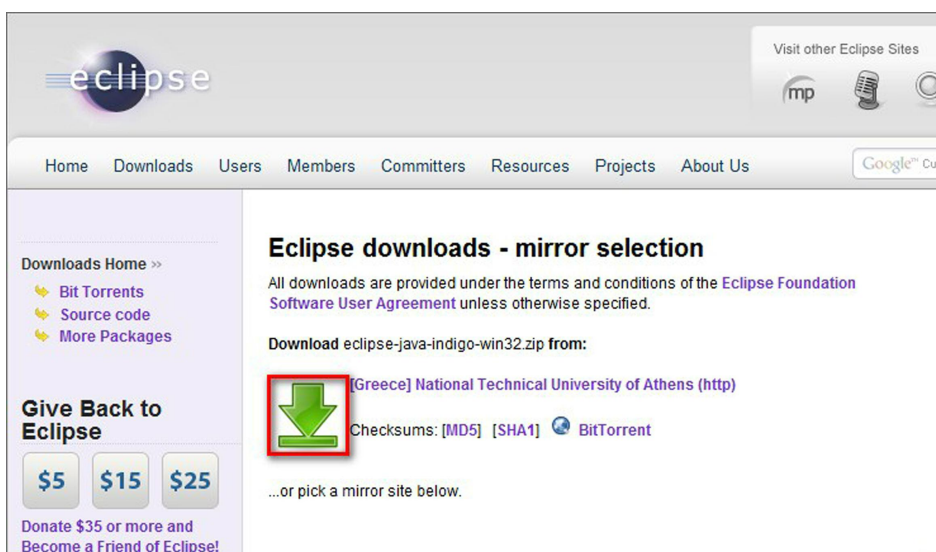 eclipse
Visit other Eclipse Sites
mp
Home Downloads Users Members Committers Resources Projects About Us
Google™ Cu
Downloads Home »
Bit Torrents
Source code
More Packages
Give Back to
Eclipse
$5 $15 $25
Donate $35 or more and
Become a Friend of Eclipse!
Eclipse downloads - mirror selection
All downloads are provided under the terms and conditions of the Eclipse Foundation
Software User Agreement unless otherwise specified.
Download eclipse-java-indigo-win32.zip from:
[Greece] National Technical University of Athens (http)
Checksums: [MD5] [SHA1] BitTorrent
...or pick a mirror site below.